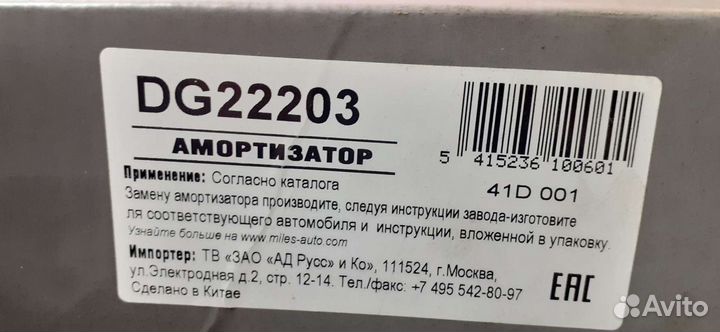 DG22203
АМОРТИЗАТОР
5 415236 100601
41D 001
Применение: Согласно каталога
Замену амортизатора производите, следуя инструкции завода-изготовите
ля соответствующего автомобиля и инструкции, вложенной в упаковку.
Узнайте больше на www.miles-auto.com
Импортер: ТВ «ЗАО «АД Русс» и Ко», 111524, г.Москва,
ул.Электродная д.2, стр. 12-14. Тел./факс: +7 495 542-80-97
Сделано в Китае
EAC
Avito